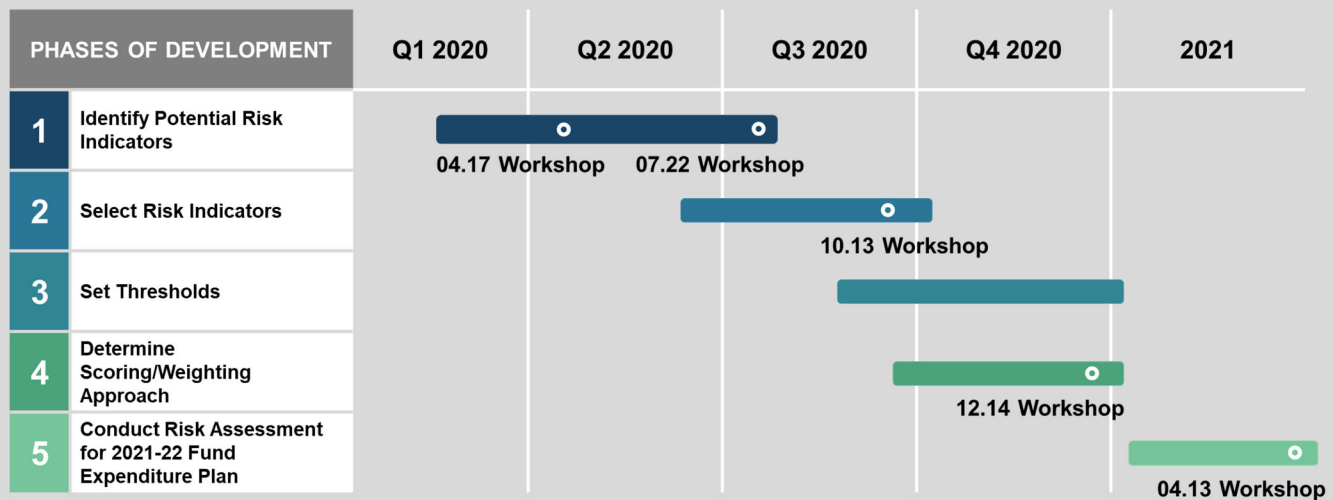 PHASES OF DEVELOPMENT
Q1 2020
Q2 2020
Q3 2020
Q4 2020
2021
1
Identify Potential Risk
Indicators
04.17 Workshop
07.22 Workshop
2
Select Risk Indicators
10.13 Workshop
3
Set Thresholds
4
Determine
Scoring/Weighting
Approach
12.14 Workshop
5
Conduct Risk Assessment
for 2021-22 Fund
Expenditure Plan
04.13 Workshop